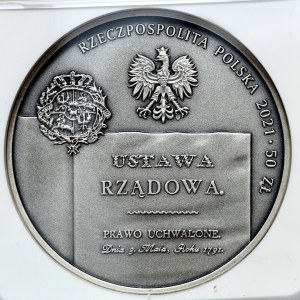 RZECZPOSPOLITA POLSKA 2021 · 50 ZŁ
USTAWA
RZĄDOWA.
PRAWO UCHWALONE.
Dnia 3. Maia, Roku 1791.